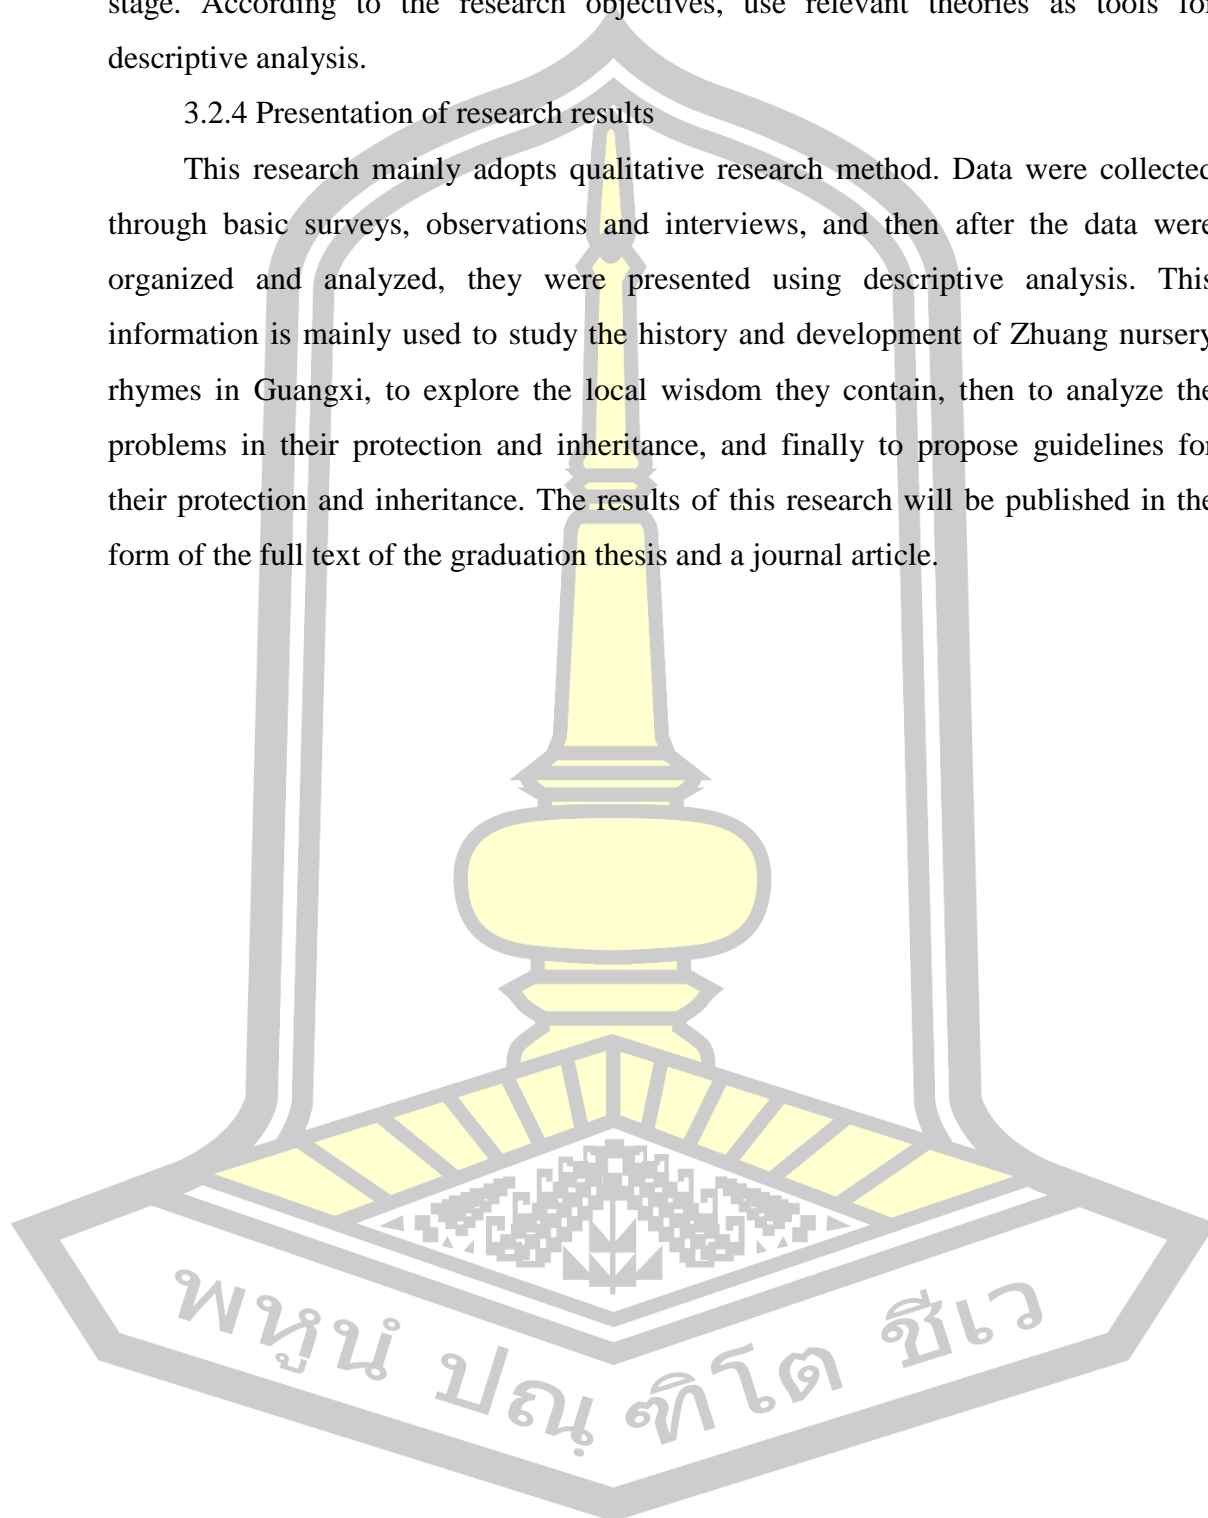 stage. According to the research objectives, use relevant theories as tools for
descriptive analysis.
3.2.4 Presentation of research results
This research mainly adopts qualitative research method. Data were collected
through basic surveys, observations and interviews, and then after the data were
organized and analyzed, they were presented using descriptive analysis. This
information is mainly used to study the history and development of Zhuang nursery
rhymes in Guangxi, to explore the local wisdom they contain, then to analyze the
problems in their protection and inheritance, and finally to propose guidelines for
their protection and inheritance. The results of this research will be published in the
form of the full text of the graduation thesis and a journal article.
พหูนํ ปณฺฑิโต ชีเว